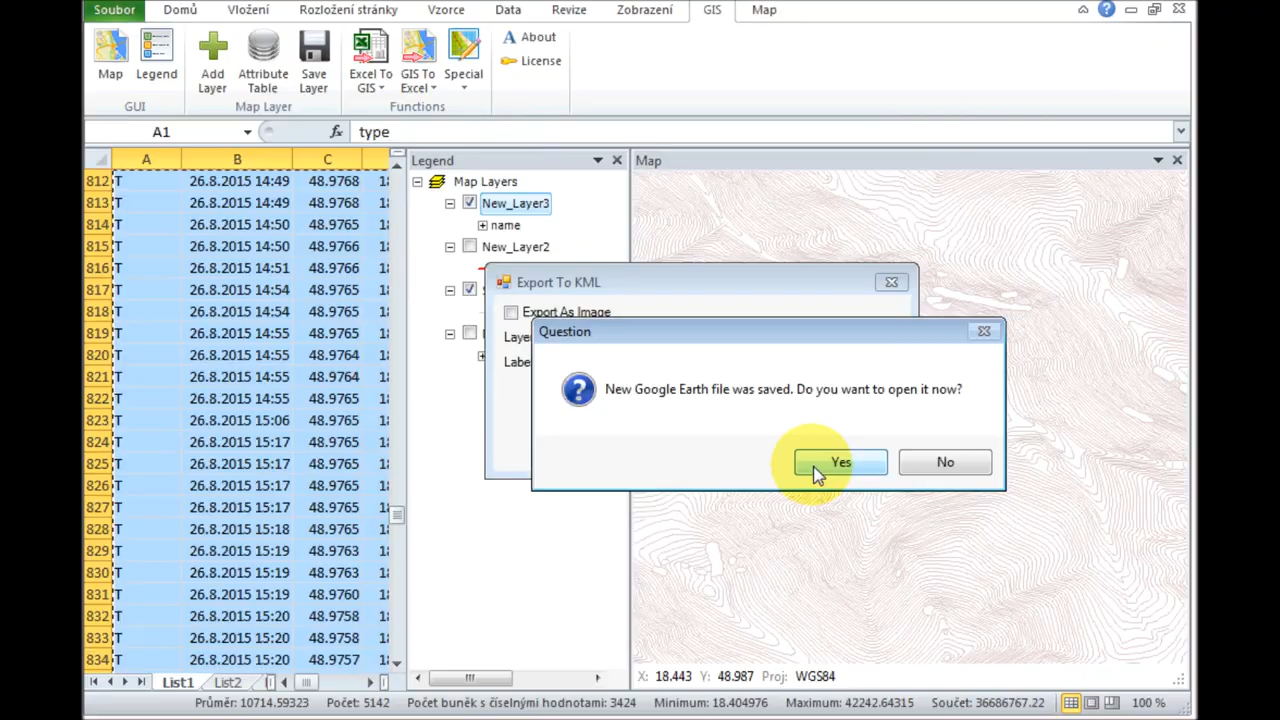 Soubor Domů Vložení Rozložení stránky Vzorce Data Revize Zobrazení GIS Map
Map Legend Add Layer Attribute Table Save Layer Excel To GIS GIS To Excel Special About
License
GUI Map Layer Functions
A1 fx type
A B C
812 T 26.8.2015 14:49 48.9768 18
813 T 26.8.2015 14:49 48.9768
814 T 26.8.2015 14:50 48.9765
815 T 26.8.2015 14:50 48.9766
816 T 26.8.2015 14:51 48.9766
817 T 26.8.2015 14:54 48.9764
818 T 26.8.2015 14:54 48.9764
819 T 26.8.2015 14:55 48.9764
820 T 26.8.2015 14:55 48.9764
821 T 26.8.2015 14:55 48.9764
822 T 26.8.2015 14:55 48.9764
823 T 26.8.2015 15:06 48.9765
824 T 26.8.2015 15:17 48.9765
825 T 26.8.2015 15:17 48.9765
826 T 26.8.2015 15:17 48.9765
827 T 26.8.2015 15:17 48.9765
828 T 26.8.2015 15:18 48.9765
829 T 26.8.2015 15:19 48.9763
830 T 26.8.2015 15:19 48.9763
831 T 26.8.2015 15:19 48.9760
832 T 26.8.2015 15:20 48.9758
833 T 26.8.2015 15:20 48.9758
834 T 26.8.2015 15:20 48.9757
List1 List2
Legend
Map Layers
New_Layer3
name
New_Layer2
Map
Export To KML
Export As Image
Laye
Labe
Question
New Google Earth file was saved. Do you want to open it now?
Yes No
X: 18.443 Y: 48.987 Proj: WGS84
Průměr: 10714.59323 Počet: 5142 Počet buněk s číselnými hodnotami: 3424 Minimum: 18.404976 Maximum: 42242.64315 Součet: 36686767.22 100 %